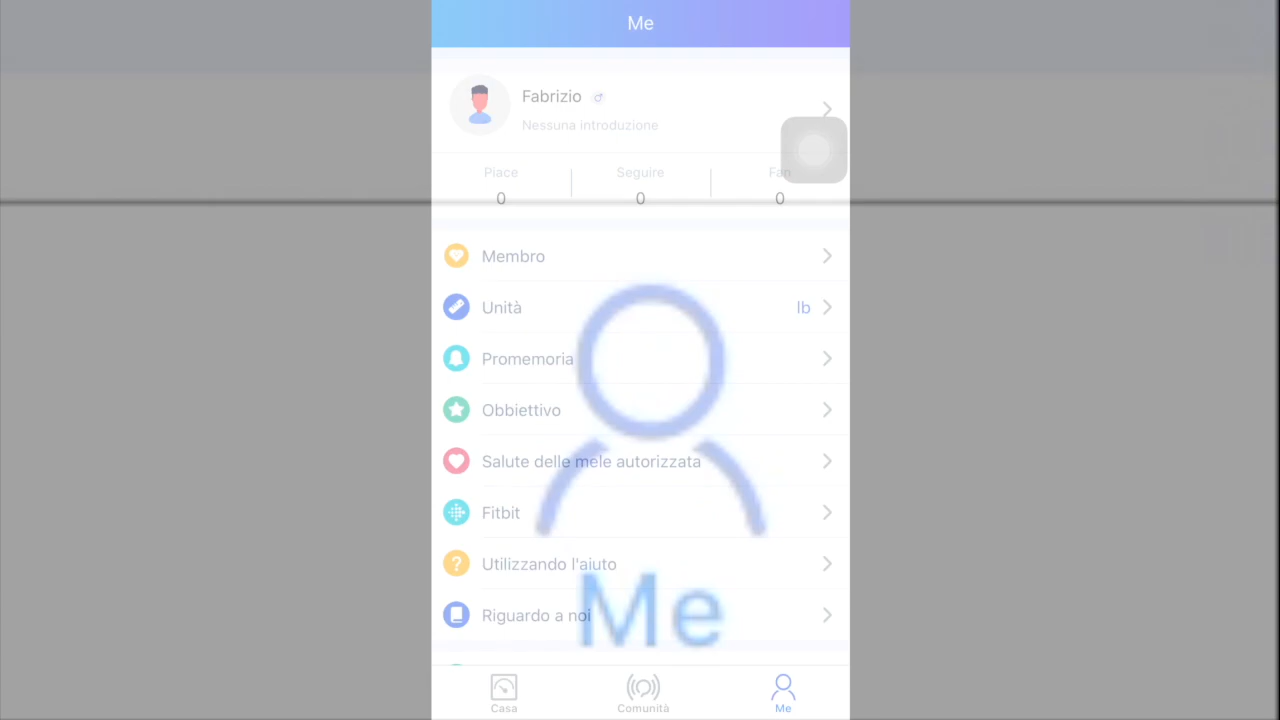 Me
Fabrizio
Nessuna introduzione
Piace Seguire Fan
0 0 0
Membro
Unità lb
Promemoria
Obbiettivo
Salute delle mele autorizzata
Fitbit
Utilizzando l'aiuto
Riguardo a noi
Me
Casa Comunità Me